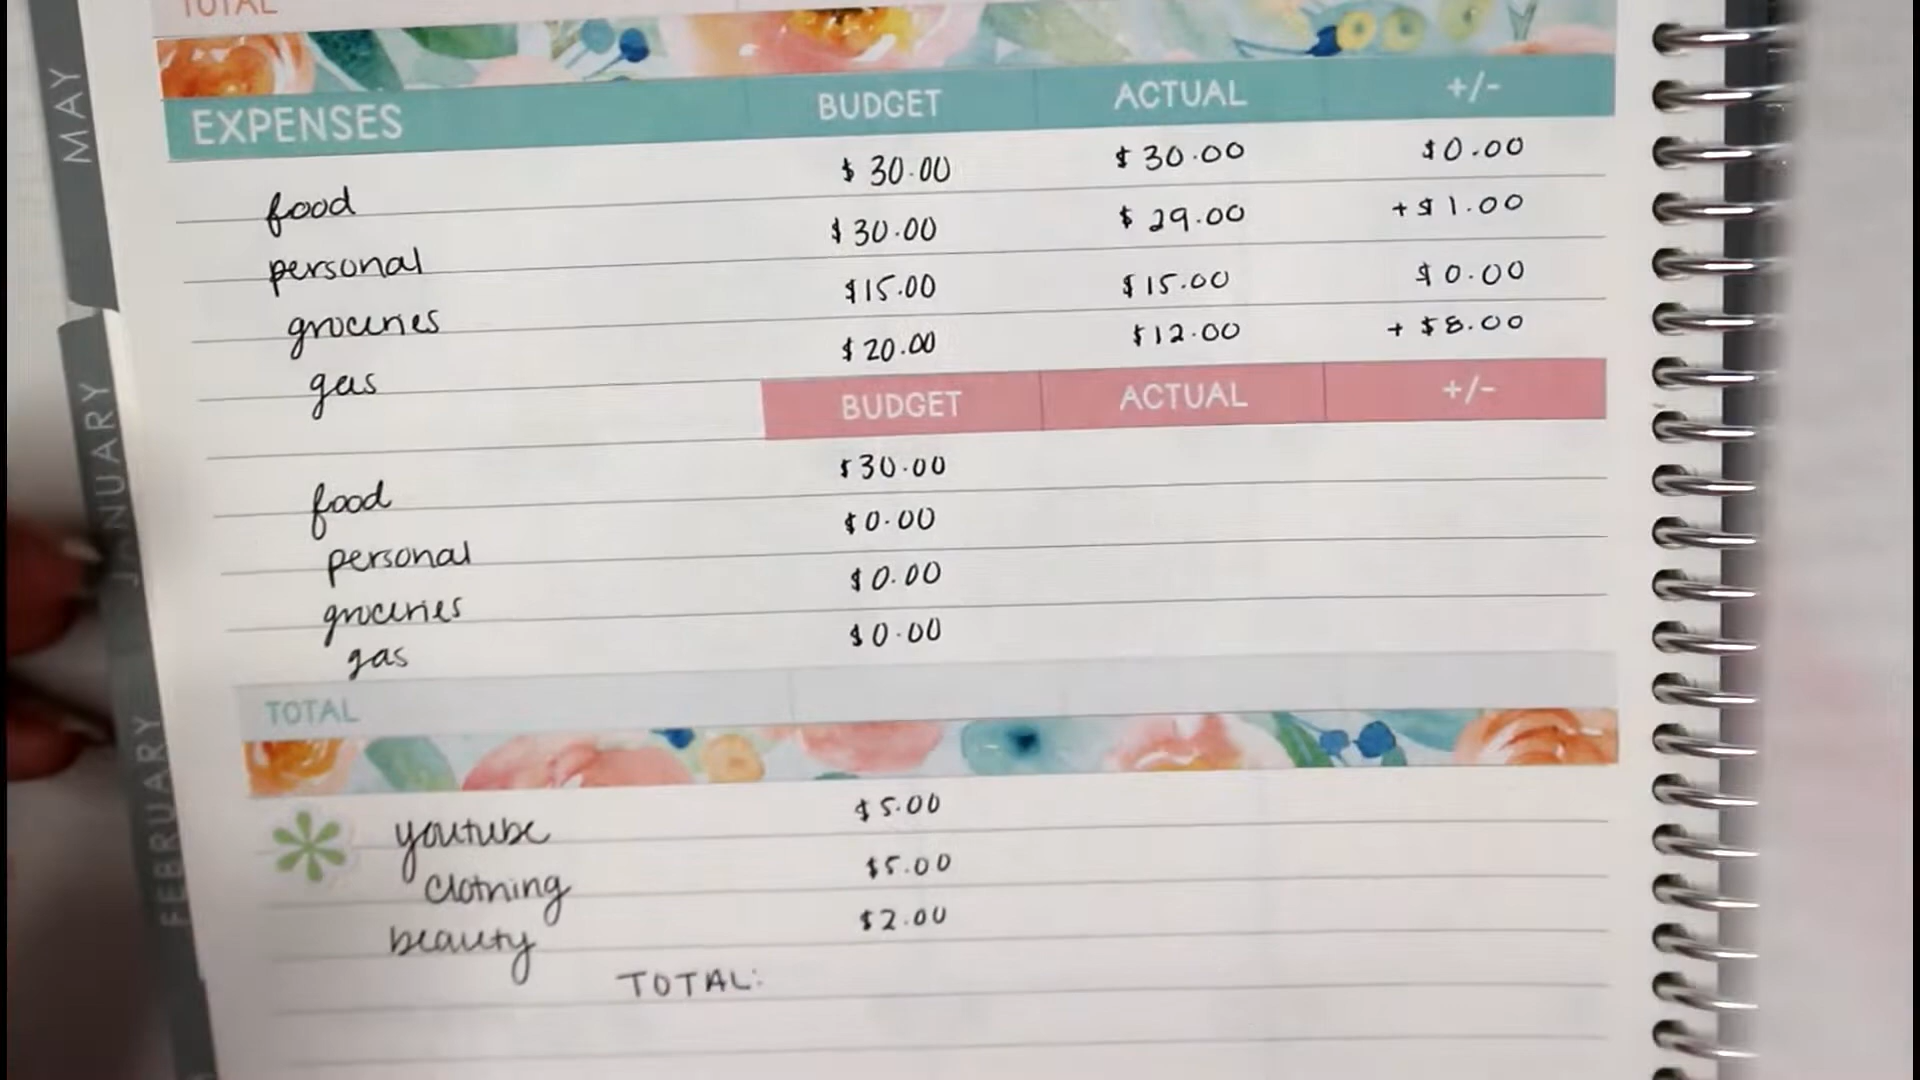 TOTAL
EXPENSES BUDGET ACTUAL +/-
food $30.00 $30.00 $0.00
personal $30.00 $29.00 +$1.00
groceries $15.00 $15.00 $0.00
gas $20.00 $12.00 +$8.00
BUDGET ACTUAL +/-
food $30.00
personal $0.00
groceries $0.00
gas $0.00
TOTAL
youtube $5.00
clothing $5.00
beauty $2.00
TOTAL:
MAY
JANUARY
FEBRUARY